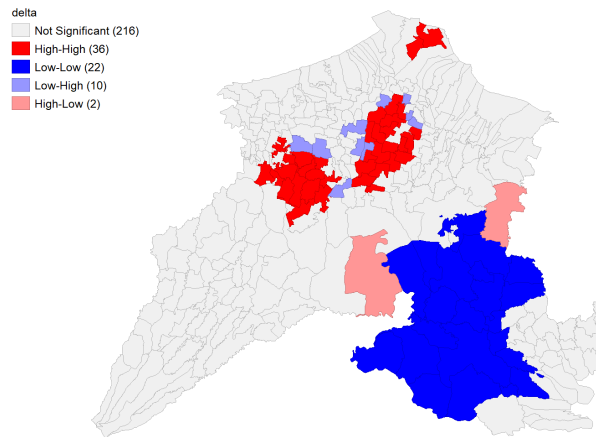 delta
Not Significant (216)
High-High (36)
Low-Low (22)
Low-High (10)
High-Low (2)